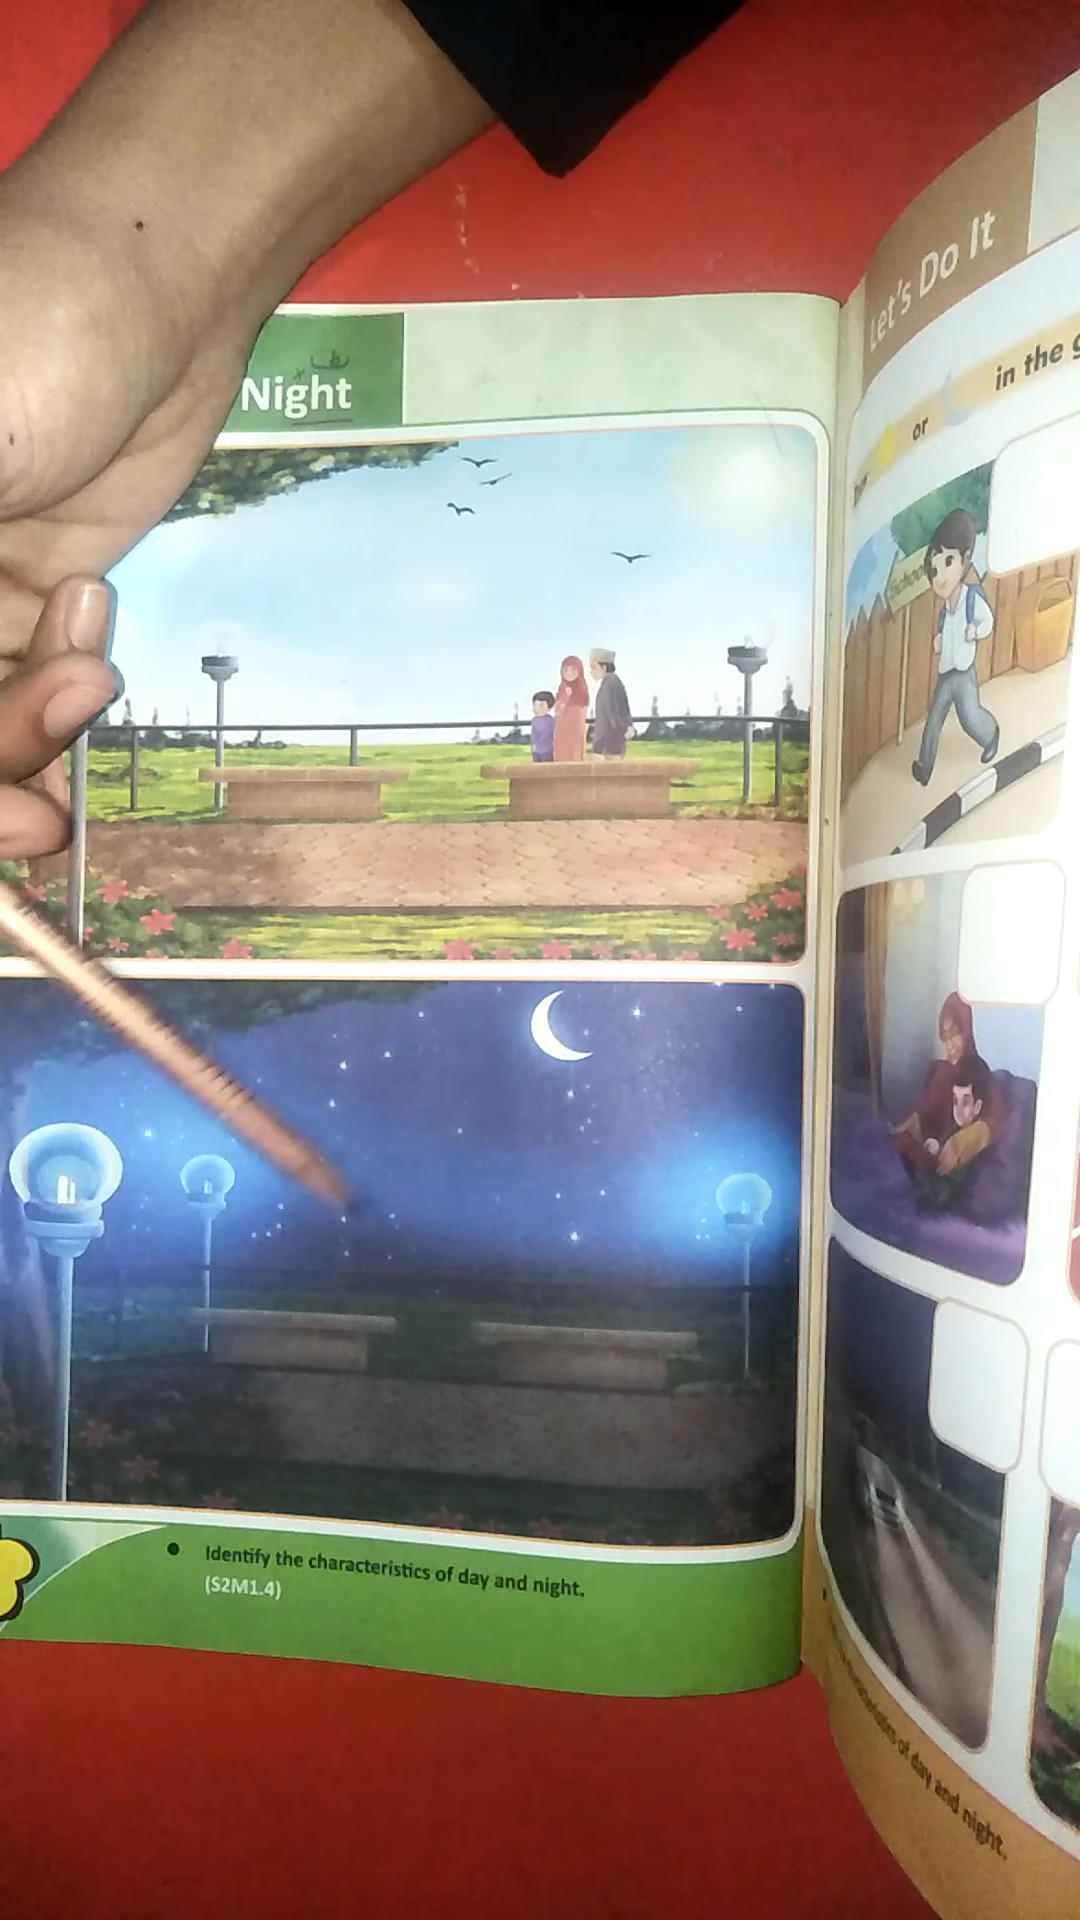 Night
Identify the characteristics of day and night.
(S2M1.4)
Let's Do It
or
in the
School
characteristics of day and night.